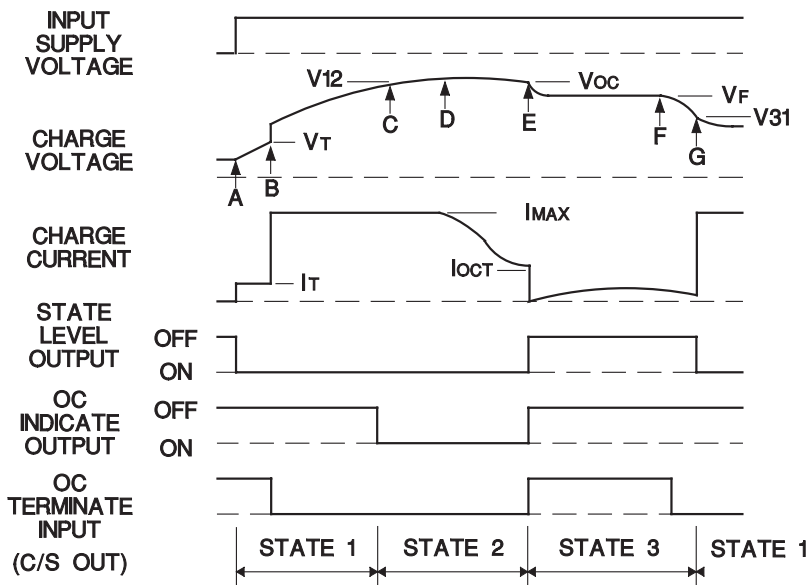 INPUT
SUPPLY
VOLTAGE
V12
VOC
VF
V31
C
D
E
F
G
CHARGE
VOLTAGE
VT
A
B
CHARGE
CURRENT
IMAX
IOCT
IT
STATE
LEVEL
OUTPUT
OFF
ON
OC
INDICATE
OUTPUT
OFF
ON
OC
TERMINATE
INPUT
(C/S OUT)
STATE 1
STATE 2
STATE 3
STATE 1